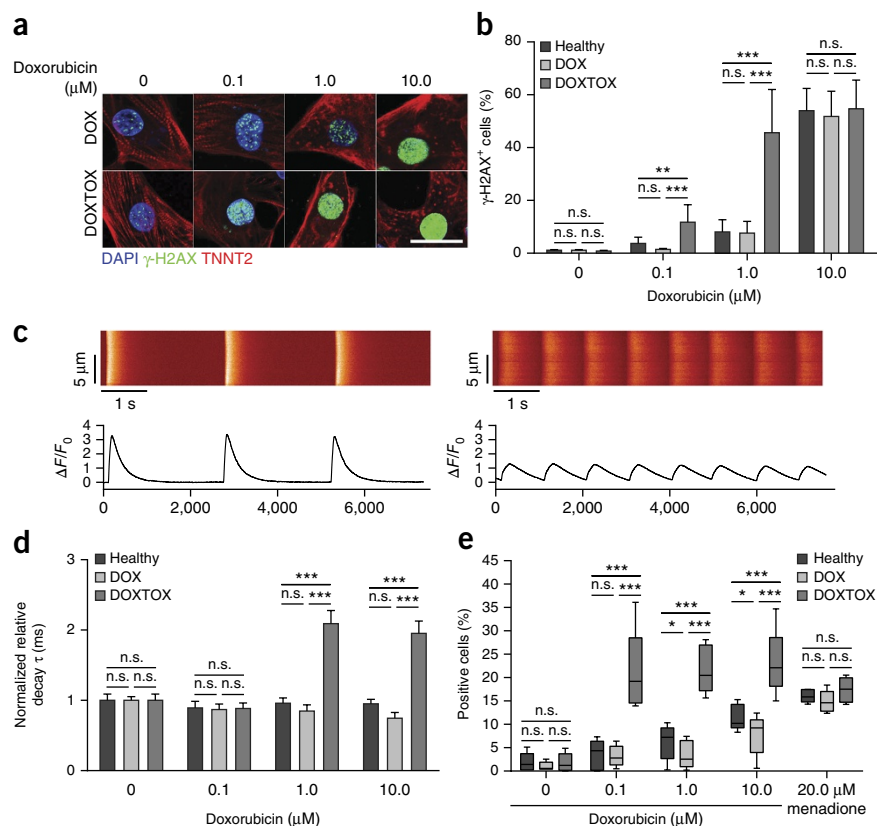 a
Doxorubicin
(μM)
0
0.1
1.0
10.0
DOX
DOXTOX
DAPI γ-H2AX TNNT2
b
Healthy
DOX
DOXTOX
γ-H2AX+ cells (%)
80
60
40
20
0
n.s.
n.s. n.s.
**
n.s. ***
***
n.s. ***
n.s.
n.s. n.s.
0 0.1 1.0 10.0
Doxorubicin (μM)
c
5 μm
1 s
ΔF/F0
4
3
2
1
0
0 2,000 4,000 6,000
5 μm
1 s
ΔF/F0
4
3
2
1
0
0 2,000 4,000 6,000
d
Healthy
DOX
DOXTOX
Normalized relative
decay τ (ms)
3
2
1
0
n.s.
n.s. n.s.
n.s.
n.s. n.s.
***
n.s. ***
***
n.s. ***
0 0.1 1.0 10.0
Doxorubicin (μM)
e
Healthy
DOX
DOXTOX
Positive cells (%)
45
40
35
30
25
20
15
10
5
0
n.s.
n.s. n.s.
***
n.s. ***
***
* ***
***
* ***
n.s.
n.s. n.s.
0 0.1 1.0 10.0 20.0 μM
Doxorubicin (μM) menadione